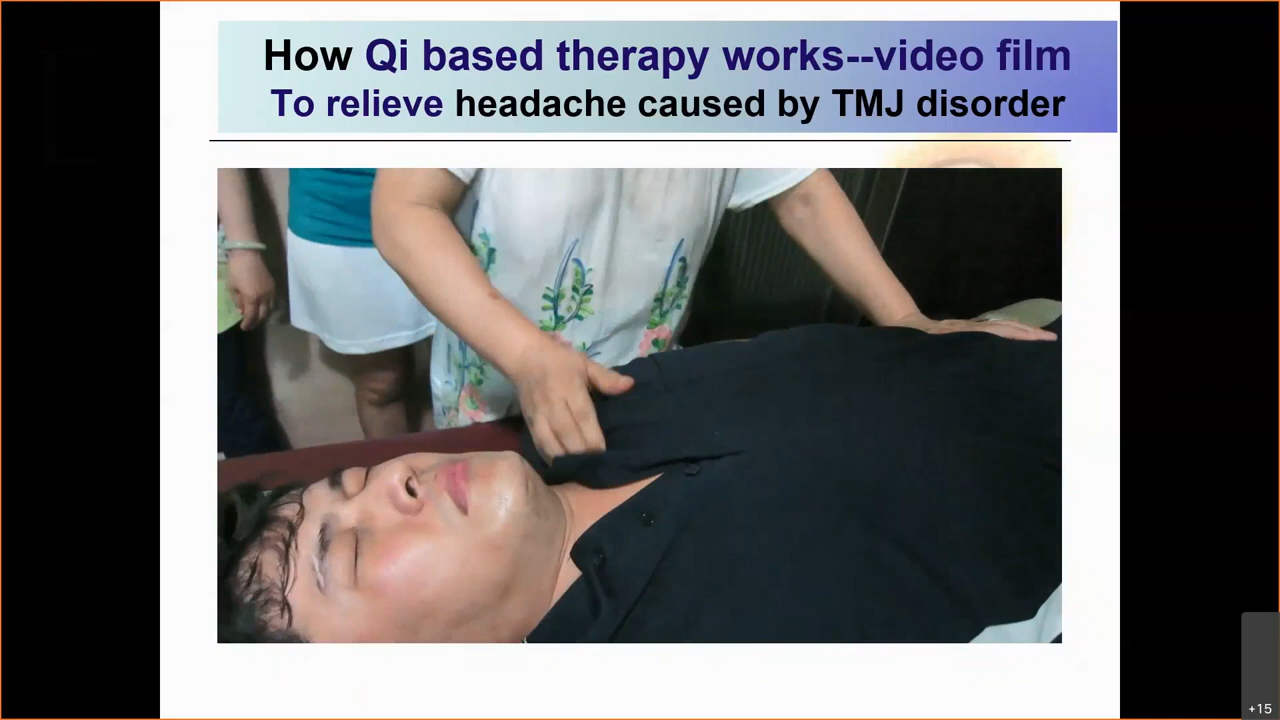 How Qi based therapy works--video film
To relieve headache caused by TMJ disorder
+15